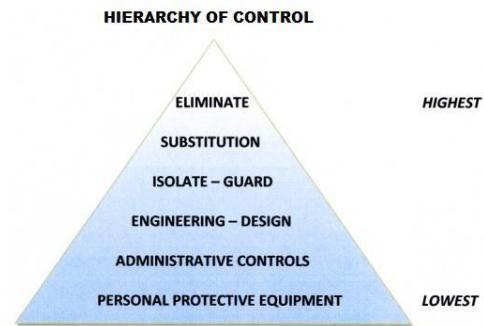 HIERARCHY OF CONTROL
ELIMINATE HIGHEST
SUBSTITUTION
ISOLATE – GUARD
ENGINEERING – DESIGN
ADMINISTRATIVE CONTROLS
PERSONAL PROTECTIVE EQUIPMENT LOWEST